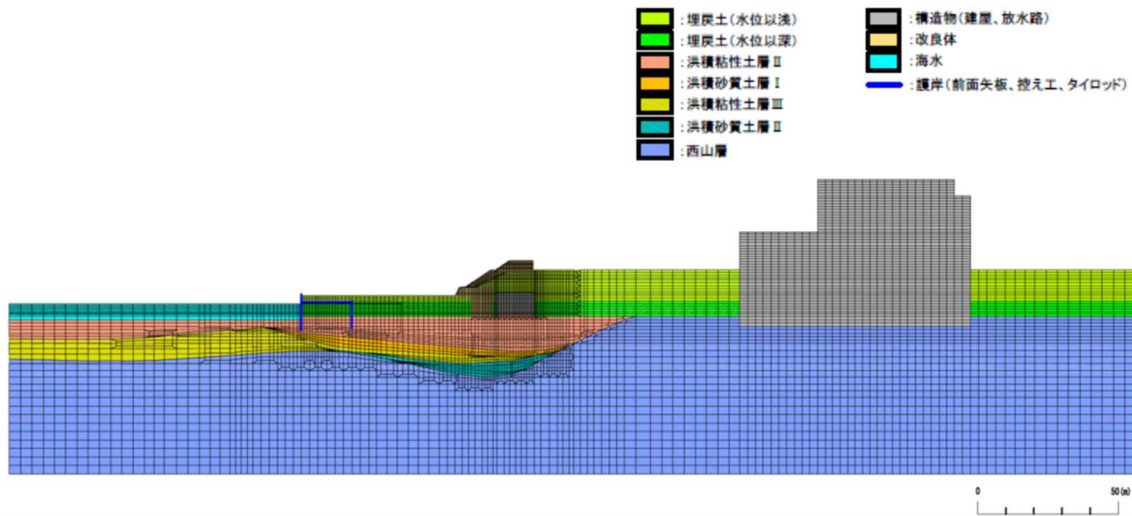 ：埋戻土（水位以浅）
：埋戻土（水位以深）
：洪積粘性土層Ⅱ
：洪積砂質土層Ⅰ
：洪積粘性土層Ⅲ
：洪積砂質土層Ⅱ
：西山層
：構造物（建屋、放水路）
：改良体
：海水
：護岸（前面矢板、控え工、タイロッド）
0 50(m)